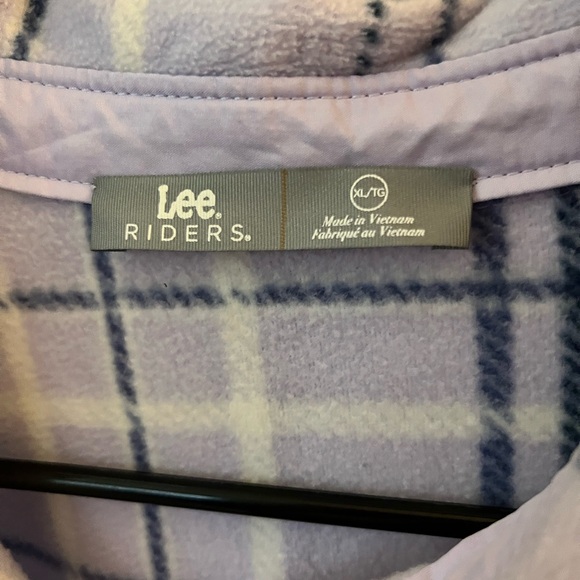 Lee®
RIDERS®
XL/TG
Made in Vietnam
Fabriqué au Vietnam